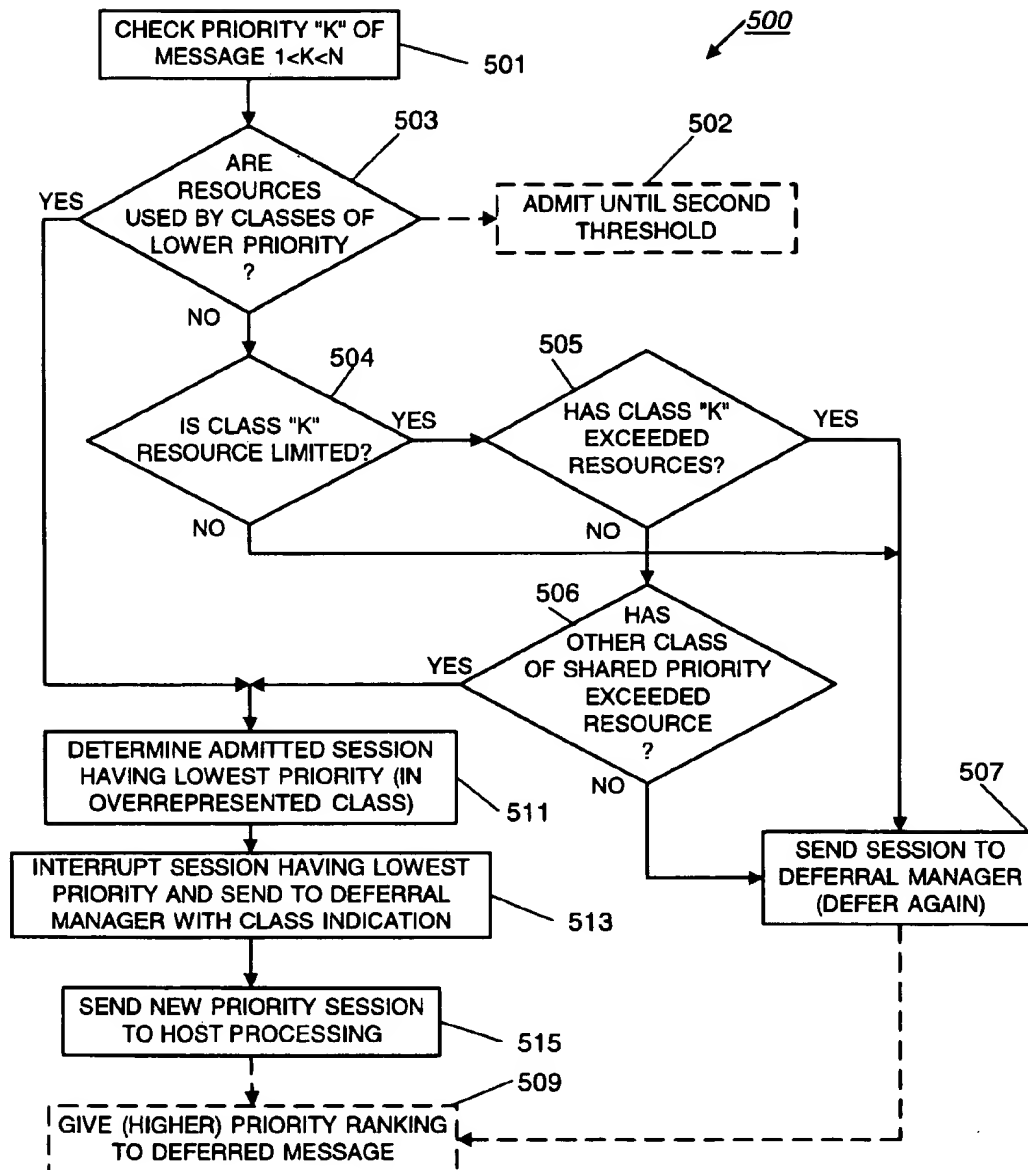 CHECK PRIORITY "K" OF
MESSAGE 1<K<N
501
500
503
502
ARE
RESOURCES
USED BY CLASSES OF
LOWER PRIORITY
?
YES
ADMIT UNTIL SECOND
THRESHOLD
NO
504
505
IS CLASS "K"
RESOURCE LIMITED?
YES
HAS CLASS "K"
EXCEEDED
RESOURCES?
YES
NO
NO
506
HAS
OTHER CLASS
OF SHARED PRIORITY
EXCEEDED
RESOURCE
?
YES
NO
DETERMINE ADMITTED SESSION
HAVING LOWEST PRIORITY (IN
OVERREPRESENTED CLASS)
511
507
SEND SESSION TO
DEFERRAL MANAGER
(DEFER AGAIN)
INTERRUPT SESSION HAVING LOWEST
PRIORITY AND SEND TO DEFERRAL
MANAGER WITH CLASS INDICATION
513
SEND NEW PRIORITY SESSION
TO HOST PROCESSING
515
509
GIVE (HIGHER) PRIORITY RANKING
TO DEFERRED MESSAGE